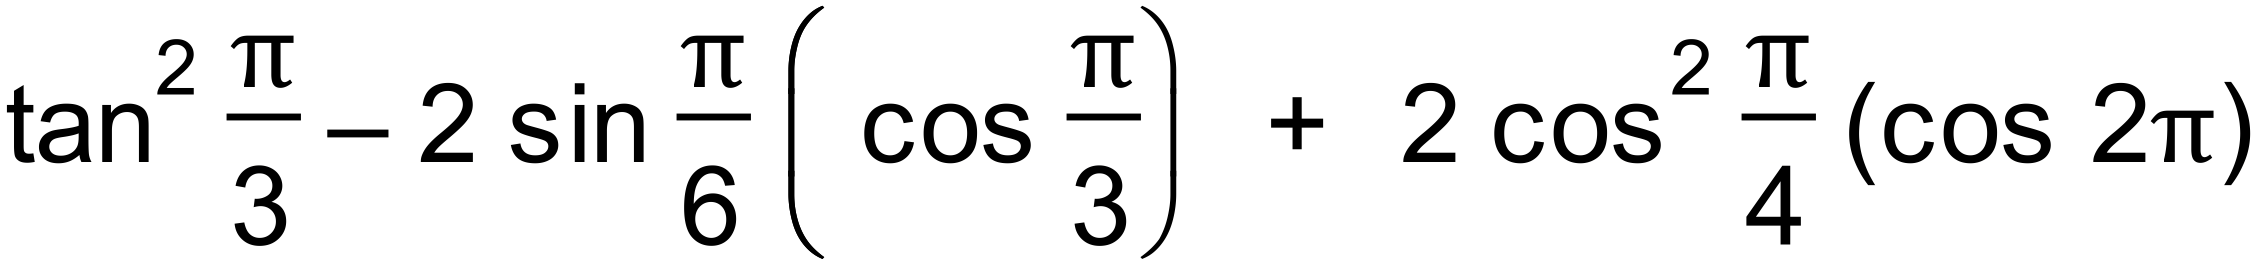 tan² π/3 – 2 sin π/6 ( cos π/3 ) + 2 cos² π/4 (cos 2π)